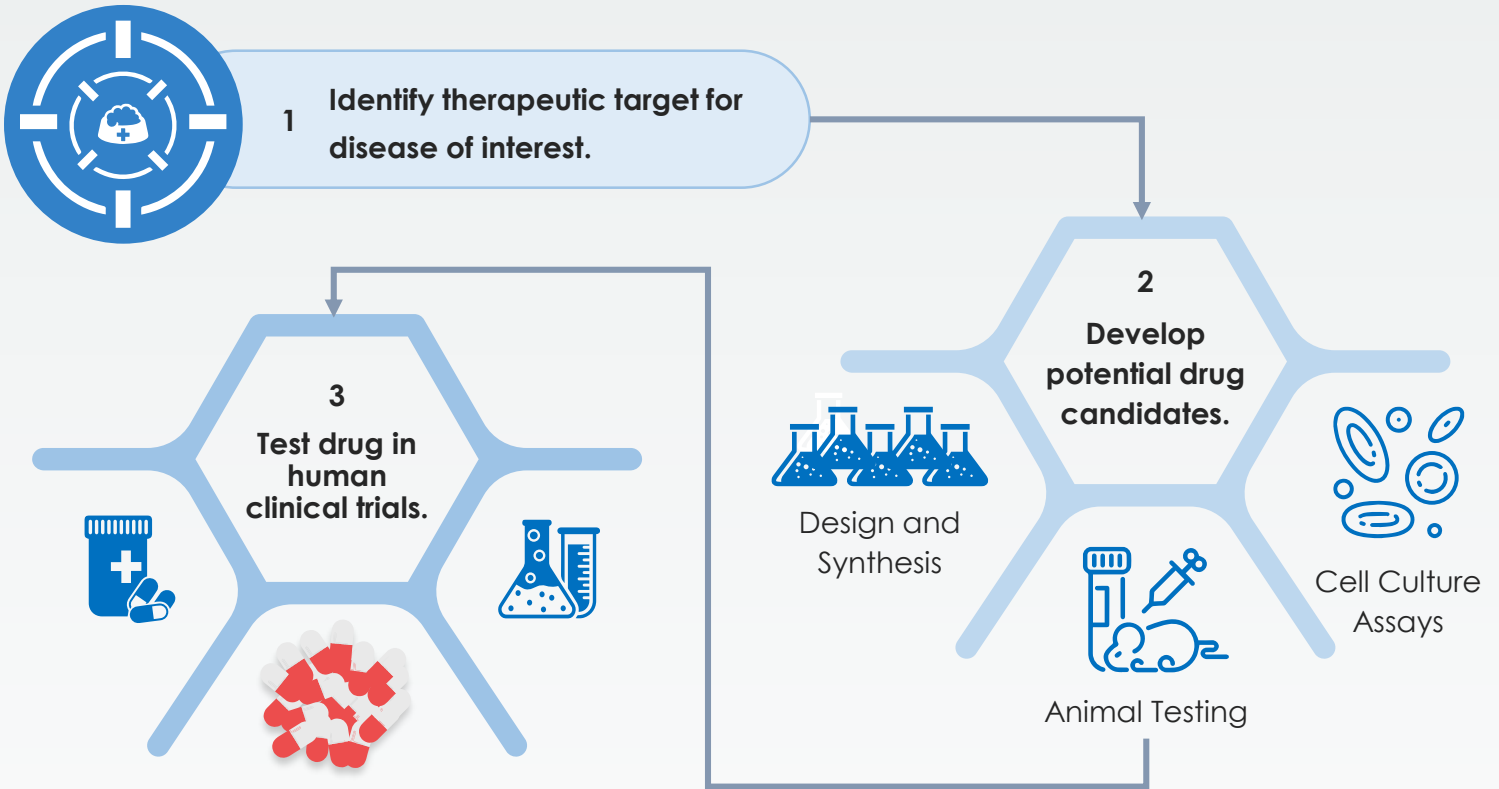 1
Identify therapeutic target for
disease of interest.
2
Develop
potential drug
candidates.
Design and
Synthesis
Animal Testing
Cell Culture
Assays
3
Test drug in
human
clinical trials.